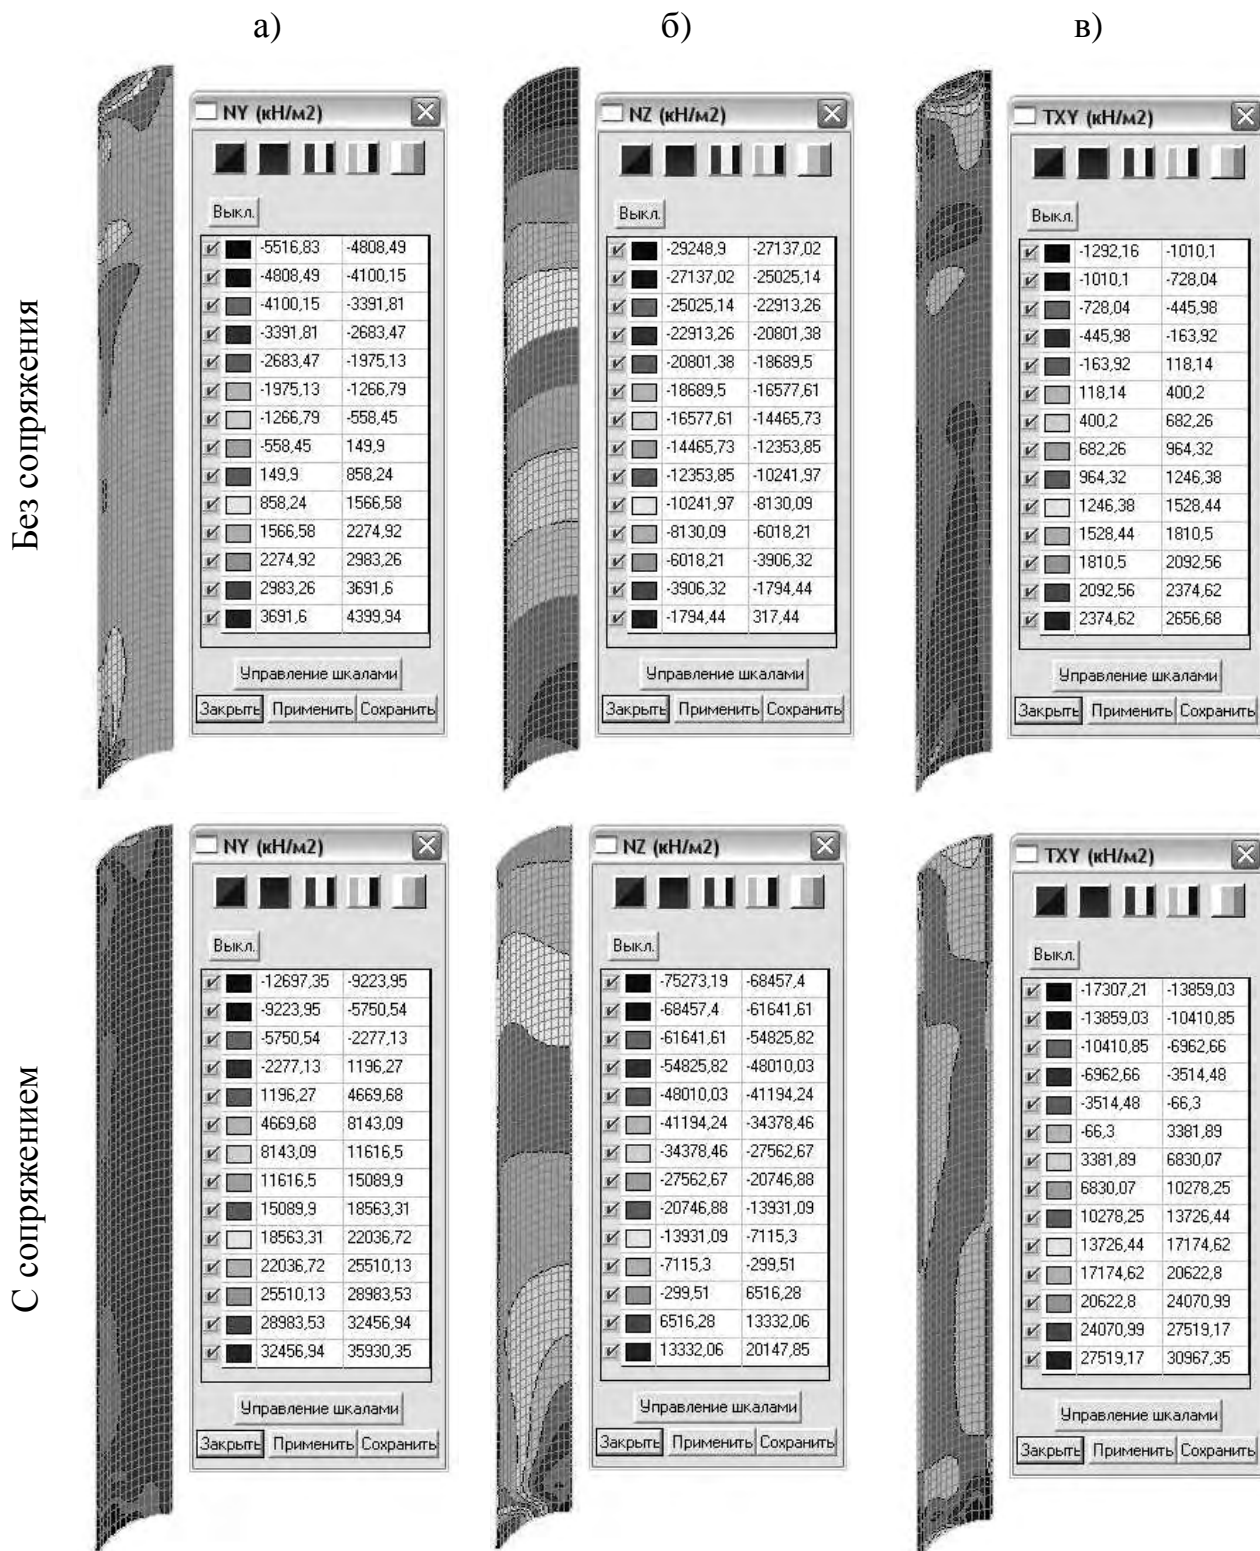 а)
б)
в)
Без сопряжения
NY (кН/м2)
Выкл.
-5516,83 -4808,49
-4808,49 -4100,15
-4100,15 -3391,81
-3391,81 -2683,47
-2683,47 -1975,13
-1975,13 -1266,79
-1266,79 -558,45
-558,45 149,9
149,9 858,24
858,24 1566,58
1566,58 2274,92
2274,92 2983,26
2983,26 3691,6
3691,6 4399,94
Управление шкалами
Закрыть Применить Сохранить
NZ (кН/м2)
Выкл.
-29248,9 -27137,02
-27137,02 -25025,14
-25025,14 -22913,26
-22913,26 -20801,38
-20801,38 -18689,5
-18689,5 -16577,61
-16577,61 -14465,73
-14465,73 -12353,85
-12353,85 -10241,97
-10241,97 -8130,09
-8130,09 -6018,21
-6018,21 -3906,32
-3906,32 -1794,44
-1794,44 317,44
Управление шкалами
Закрыть Применить Сохранить
TXY (кН/м2)
Выкл.
-1292,16 -1010,1
-1010,1 -728,04
-728,04 -445,98
-445,98 -163,92
-163,92 118,14
118,14 400,2
400,2 682,26
682,26 964,32
964,32 1246,38
1246,38 1528,44
1528,44 1810,5
1810,5 2092,56
2092,56 2374,62
2374,62 2656,68
Управление шкалами
Закрыть Применить Сохранить
С сопряжением
NY (кН/м2)
Выкл.
-12697,35 -9223,95
-9223,95 -5750,54
-5750,54 -2277,13
-2277,13 1196,27
1196,27 4669,68
4669,68 8143,09
8143,09 11616,5
11616,5 15089,9
15089,9 18563,31
18563,31 22036,72
22036,72 25510,13
25510,13 28983,53
28983,53 32456,94
32456,94 35930,35
Управление шкалами
Закрыть Применить Сохранить
NZ (кН/м2)
Выкл.
-75273,19 -68457,4
-68457,4 -61641,61
-61641,61 -54825,82
-54825,82 -48010,03
-48010,03 -41194,24
-41194,24 -34378,46
-34378,46 -27562,67
-27562,67 -20746,88
-20746,88 -13931,09
-13931,09 -7115,3
-7115,3 -299,51
-299,51 6516,28
6516,28 13332,06
13332,06 20147,85
Управление шкалами
Закрыть Применить Сохранить
TXY (кН/м2)
Выкл.
-17307,21 -13859,03
-13859,03 -10410,85
-10410,85 -6962,66
-6962,66 -3514,48
-3514,48 -66,3
-66,3 3381,89
3381,89 6830,07
6830,07 10278,25
10278,25 13726,44
13726,44 17174,62
17174,62 20622,8
20622,8 24070,99
24070,99 27519,17
27519,17 30967,35
Управление шкалами
Закрыть Применить Сохранить